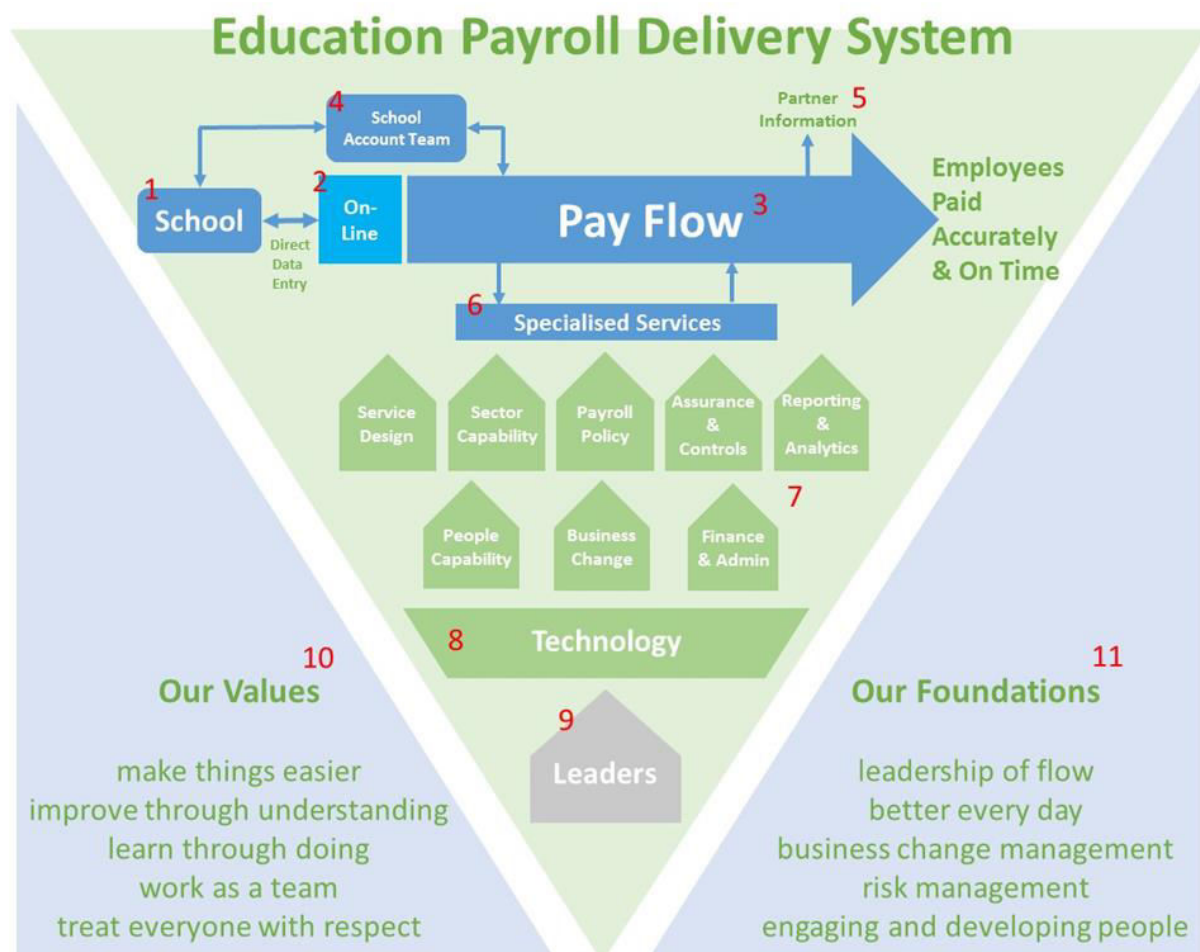 Education Payroll Delivery System
4
School
Account Team
Partner
Information
5
1
School
Direct
Data
Entry
2
On-
Line
Pay Flow
3
Employees
Paid
Accurately
& On Time
6
Specialised Services
Service
Design
Sector
Capability
Payroll
Policy
Assurance
&
Controls
Reporting
&
Analytics
7
People
Capability
Business
Change
Finance
& Admin
8
Technology
9
Leaders
10
Our Values
make things easier
improve through understanding
learn through doing
work as a team
treat everyone with respect
11
Our Foundations
leadership of flow
better every day
business change management
risk management
engaging and developing people